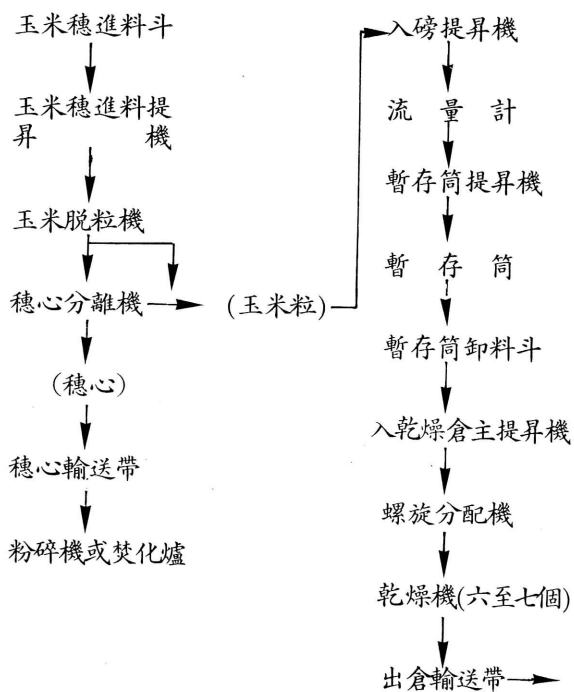 玉米穗進料斗
玉米穗進料提
昇機
玉米脫粒機
穗心分離機
(玉米粒)
(穗心)
穗心輸送帶
粉碎機或焚化爐
入磅提昇機
流量計
暫存筒提昇機
暫存筒
暫存筒卸料斗
入乾燥倉主提昇機
螺旋分配機
乾燥機(六至七個)
出倉輸送帶